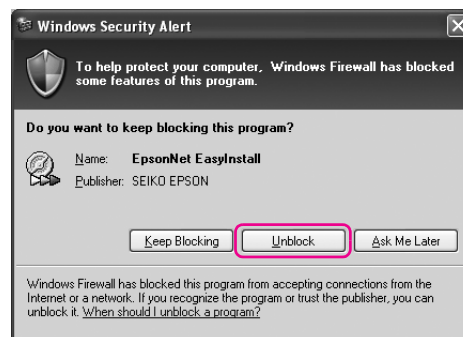 Windows Security Alert
To help protect your computer, Windows Firewall has blocked
some features of this program.
Do you want to keep blocking this program?
Name: EpsonNet EasyInstall
Publisher: SEIKO EPSON
Keep Blocking Unblock Ask Me Later
Windows Firewall has blocked this program from accepting connections from the
Internet or a network. If you recognize the program or trust the publisher, you can
unblock it. When should I unblock a program?